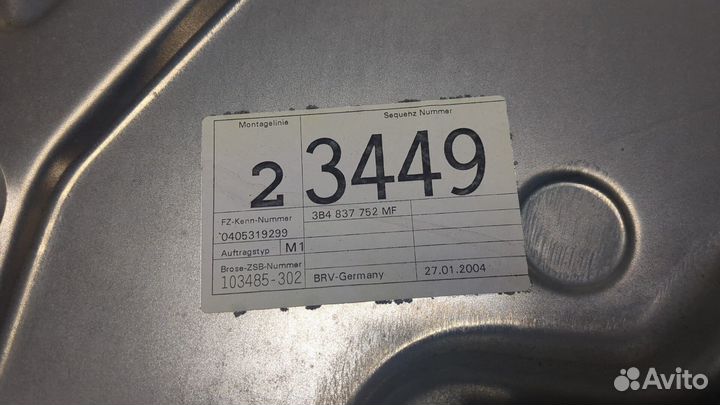 Montagelinie
Sequenz Nummer
2
3449
FZ-Kenn-Nummer
3B4 837 752 MF
0405319299
Auftragstyp M1
Brose-ZSB-Nummer
103485-302
BRV-Germany
27.01.2004
Avito